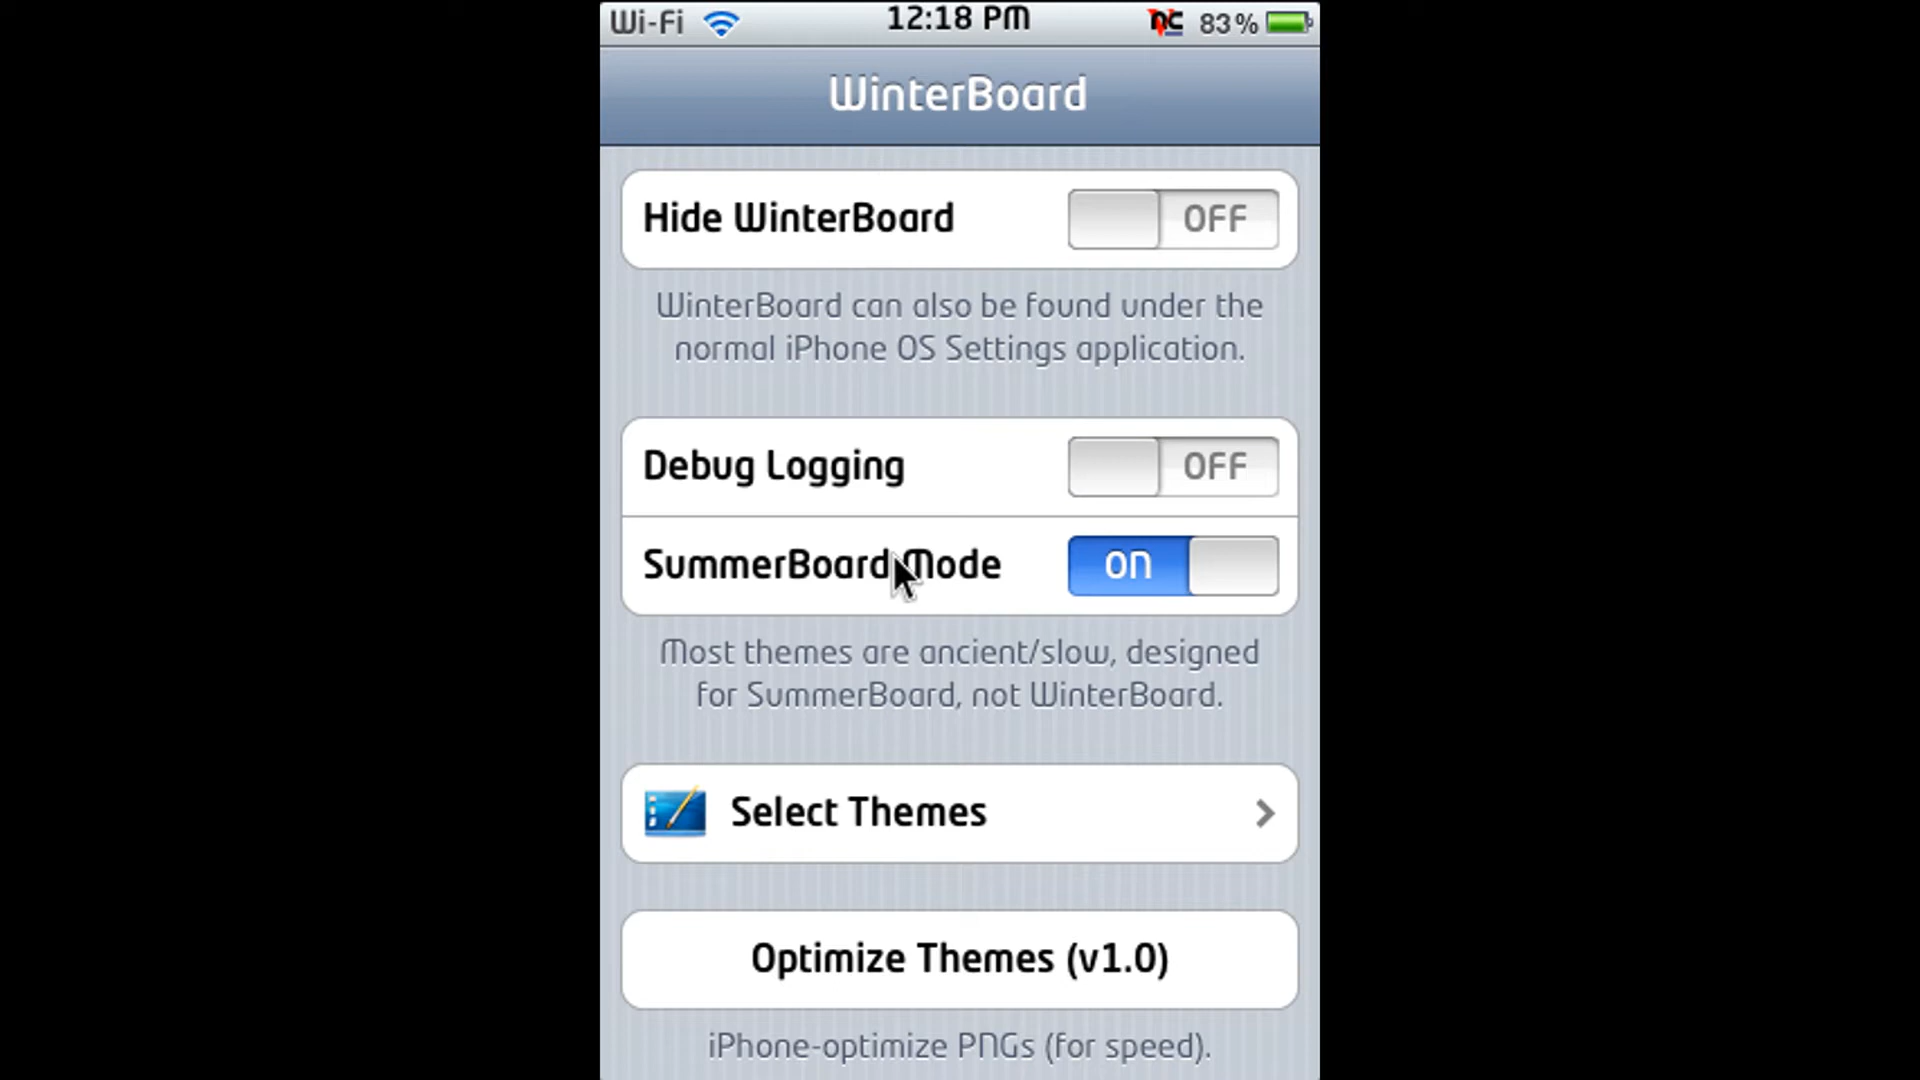 Wi-Fi 12:18 PM VNC 83%
WinterBoard
Hide WinterBoard OFF
WinterBoard can also be found under the
normal iPhone OS Settings application.
Debug Logging OFF
SummerBoard Mode ON
Most themes are ancient/slow, designed
for SummerBoard, not WinterBoard.
Select Themes
Optimize Themes (v1.0)
iPhone-optimize PNGs (for speed).